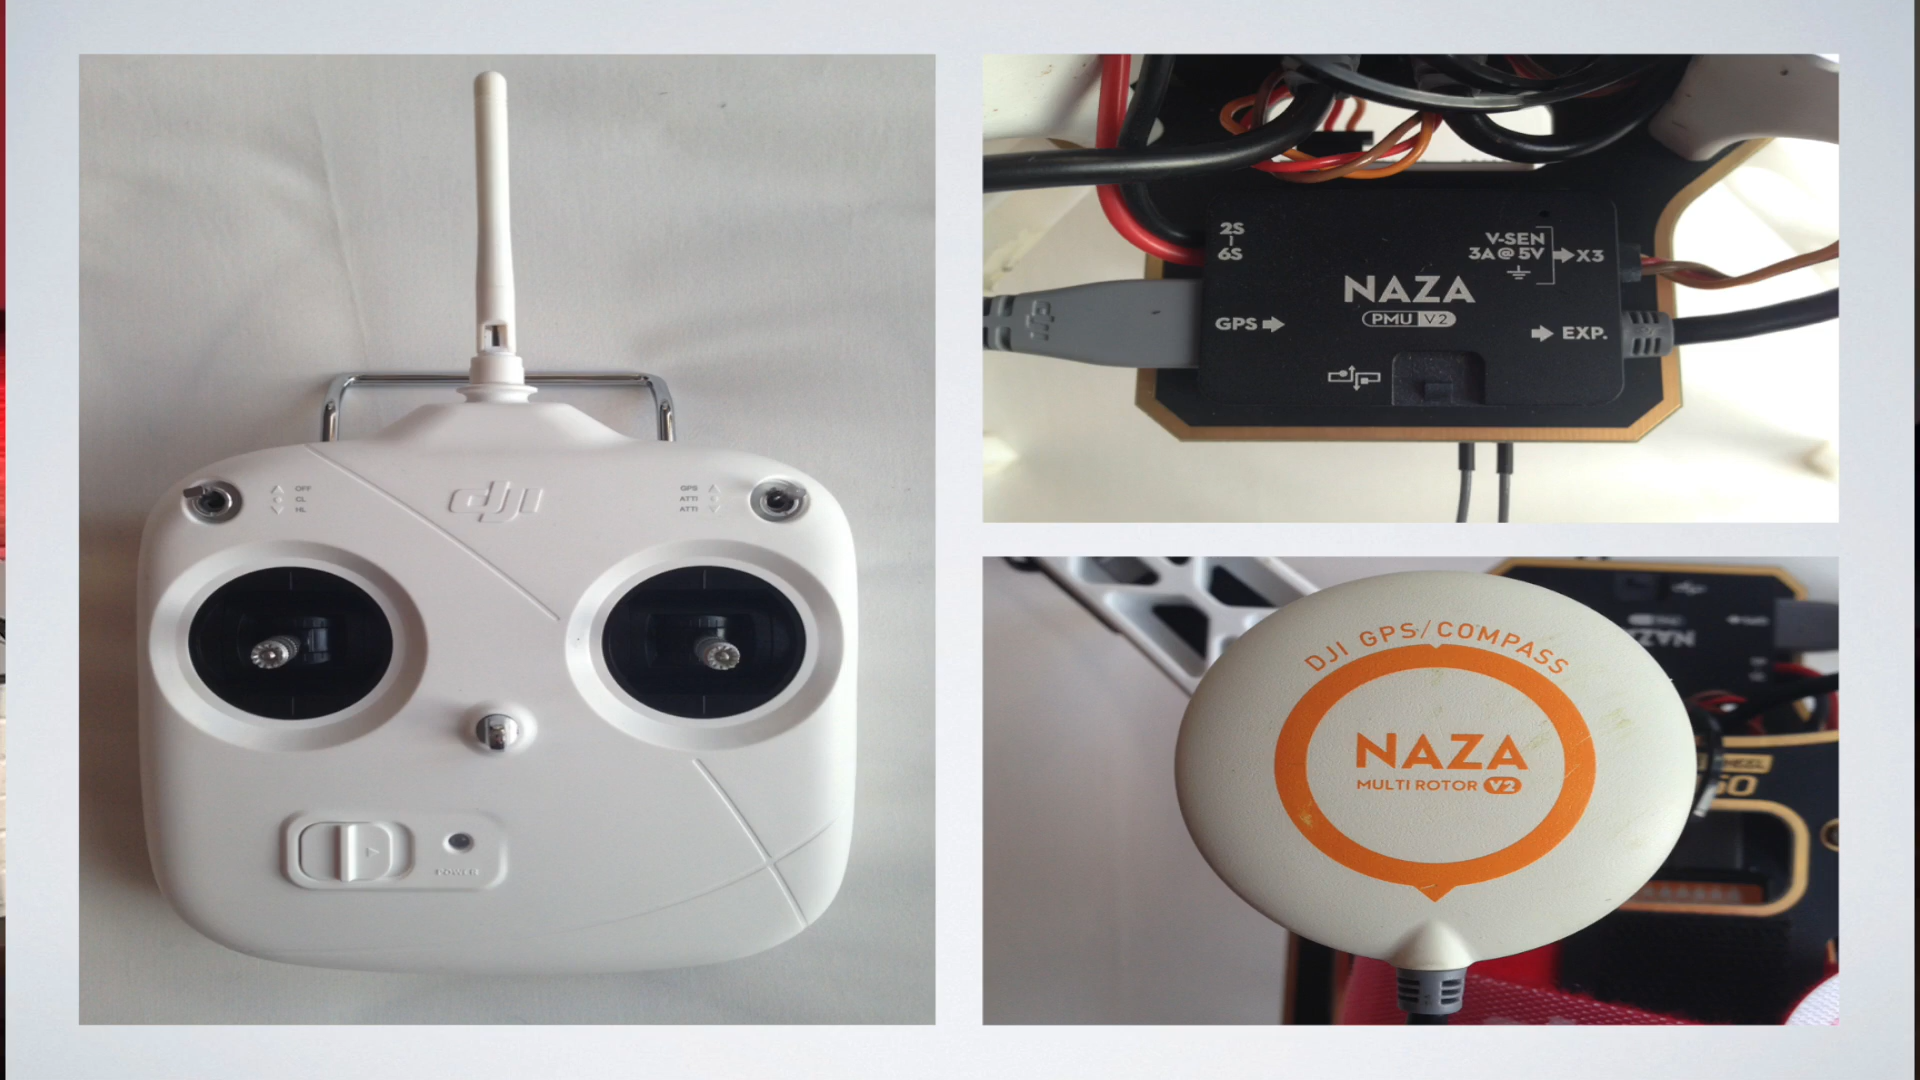 OFF
CL
HL
dji
GPS
ATTI
ATTI
POWER
2S
6S
V-SEN
3A@5V
X3
NAZA
PMU V2
GPS
EXP.
DJI GPS/COMPASS
NAZA
MULTI ROTOR V2
NAZA